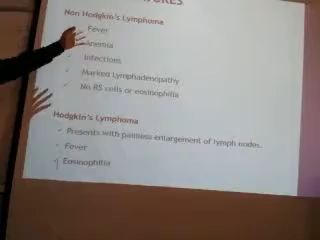 Non Hodgkin's Lymphoma
Fever
Anemia
Infections
Marked Lymphadenopathy
No RS cells or eosinophilia
Hodgkin's Lymphoma
Presents with painless enlargement of lymph nodes.
Fever
Eosinophilia